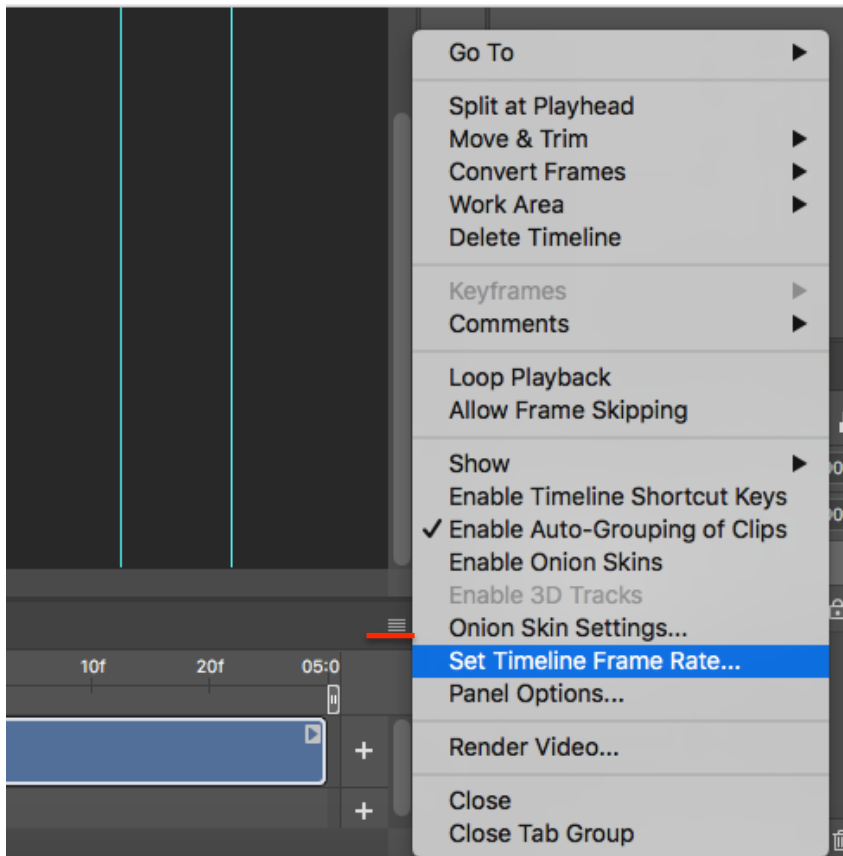 Go To
Split at Playhead
Move & Trim
Convert Frames
Work Area
Delete Timeline
Keyframes
Comments
Loop Playback
Allow Frame Skipping
Show
Enable Timeline Shortcut Keys
Enable Auto-Grouping of Clips
Enable Onion Skins
Enable 3D Tracks
Onion Skin Settings...
Set Timeline Frame Rate...
Panel Options...
Render Video...
Close
Close Tab Group
10f 20f 05:0